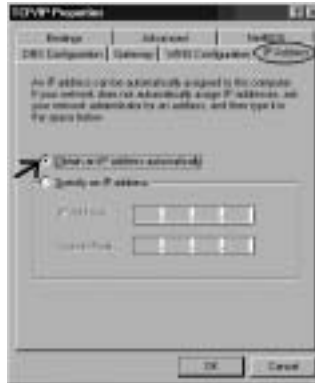 TCP/IP Properties
Bindings Advanced NetBIOS
DNS Configuration Gateway WINS Configuration IP Address
An IP address can be automatically assigned to this computer.
If your network does not automatically assign IP addresses, ask
your network administrator for an address, and then type it in
the space below.
Obtain an IP address automatically
Specify an IP address:
IP Address:
Subnet Mask:
OK Cancel